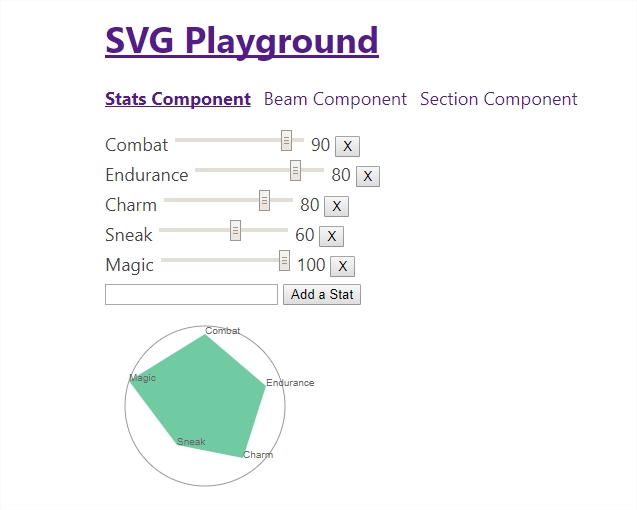 SVG Playground
Stats Component Beam Component Section Component
Combat 90 X
Endurance 80 X
Charm 80 X
Sneak 60 X
Magic 100 X
Add a Stat
Combat
Magic
Endurance
Sneak
Charm